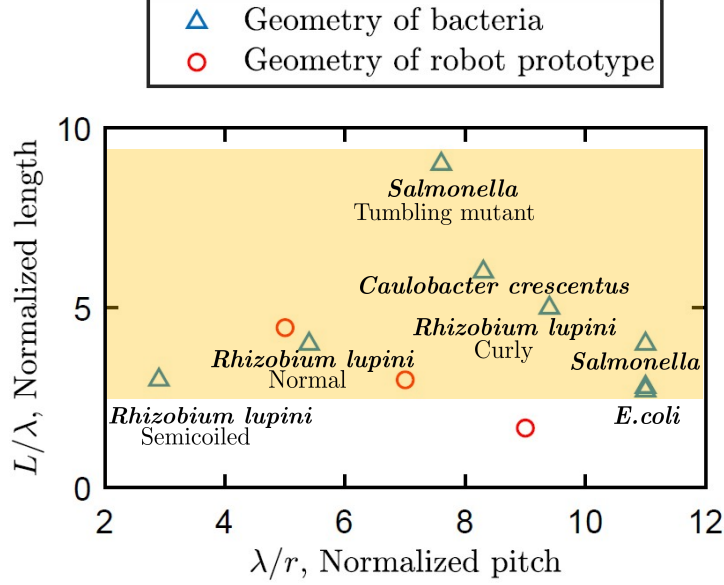 Geometry of bacteria
Geometry of robot prototype
10
Salmonella
Tumbling mutant
Caulobacter crescentus
5
Rhizobium lupini
Curly
Rhizobium lupini
Normal
Salmonella
Rhizobium lupini
Semicoiled
E.coli
0
2 4 6 8 10 12
λ/r, Normalized pitch
L/λ, Normalized length